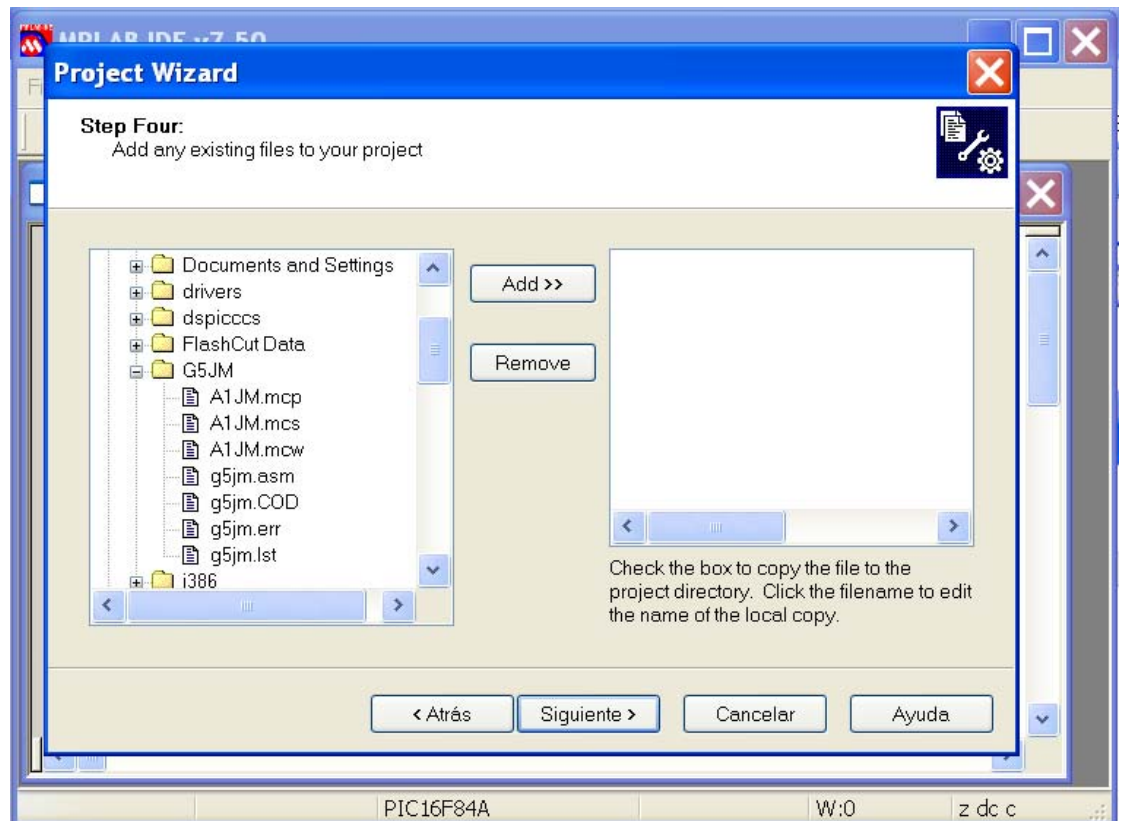 MPLAB IDE v7.50
Project Wizard
Step Four:
Add any existing files to your project
Documents and Settings
drivers
dspicccs
FlashCut Data
G5JM
A1JM.mcp
A1JM.mcs
A1JM.mcw
g5jm.asm
g5jm.COD
g5jm.err
g5jm.lst
i386
Add >>
Remove
Check the box to copy the file to the
project directory. Click the filename to edit
the name of the local copy.
< Atrás Siguiente > Cancelar Ayuda
PIC16F84A W:0 z dc c